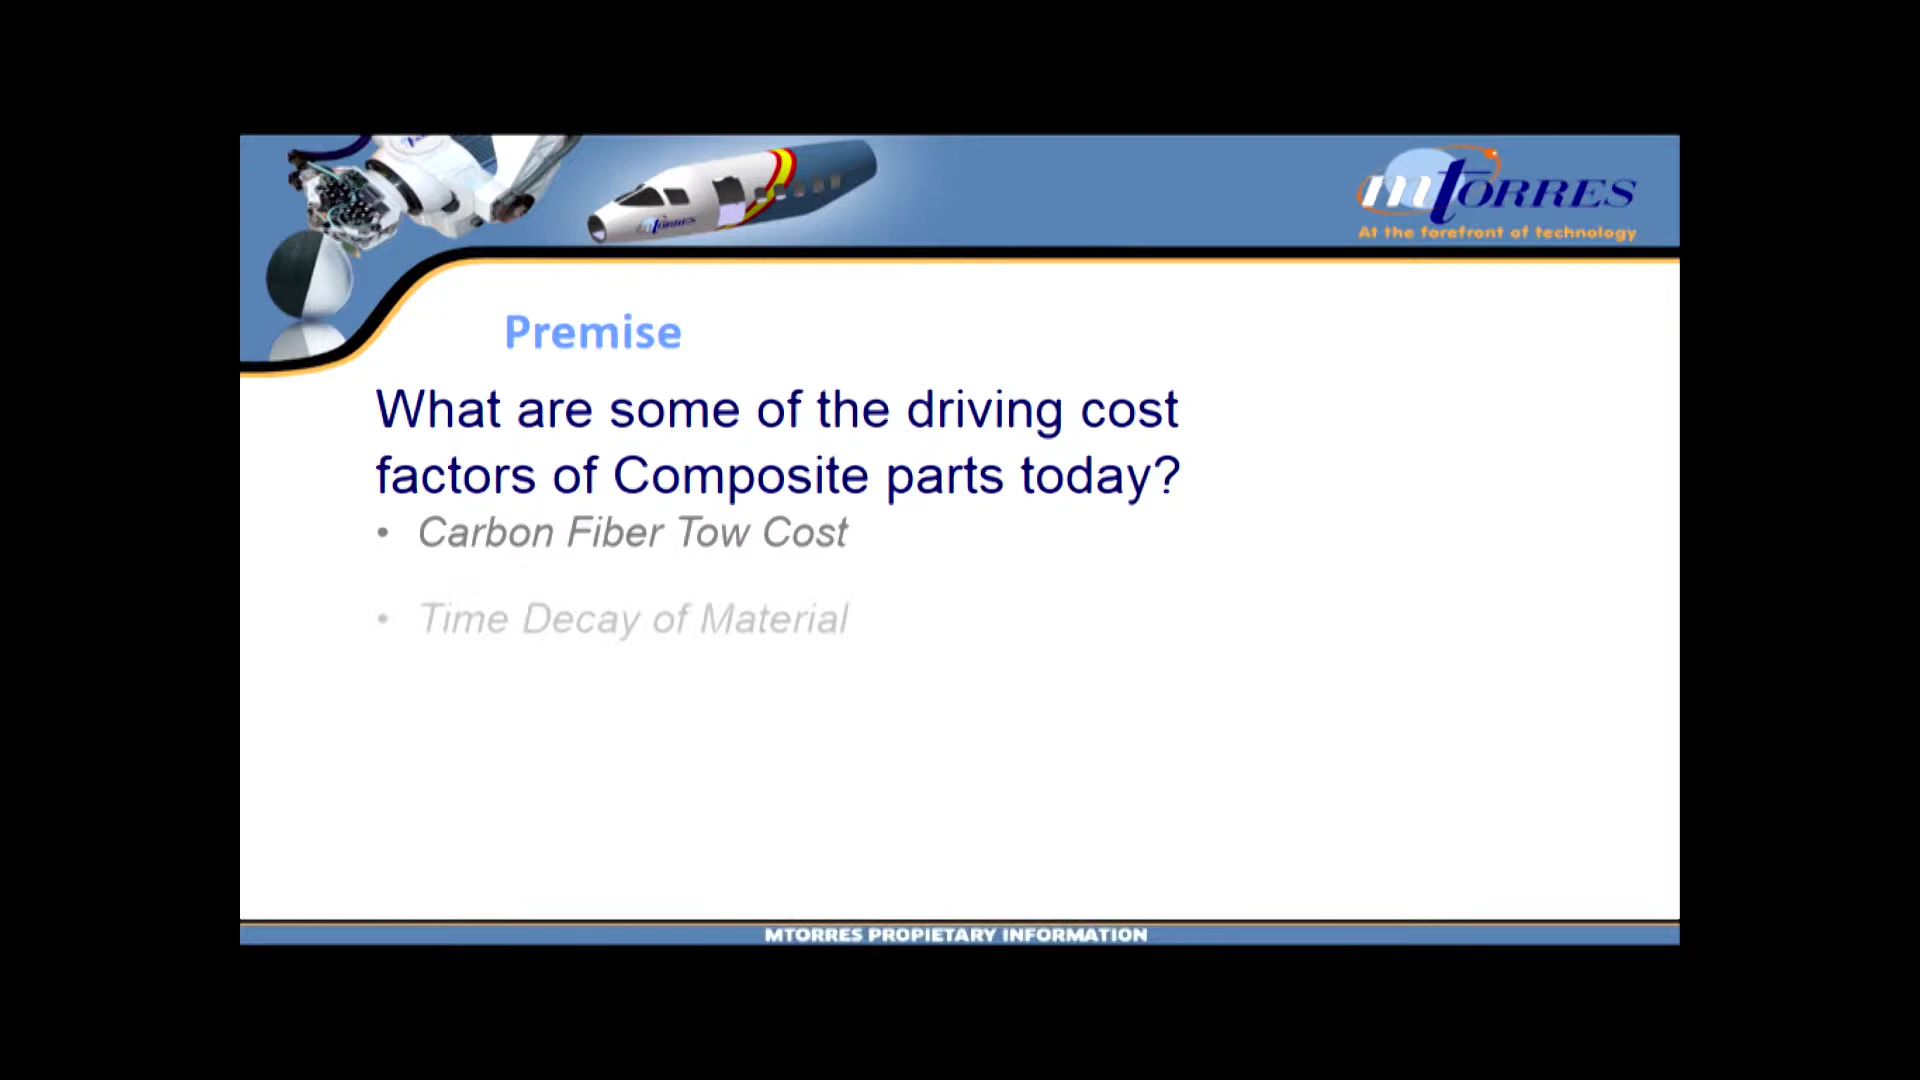 mTORRES
At the forefront of technology
mTORRES
Premise
What are some of the driving cost
factors of Composite parts today?
• Carbon Fiber Tow Cost
• Time Decay of Material
MTORRES PROPIETARY INFORMATION